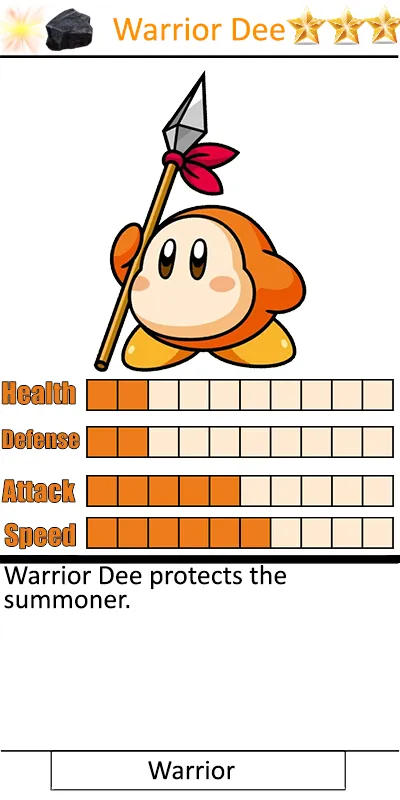 Warrior Dee
Health
Defense
Attack
Speed
Warrior Dee protects the
summoner.
Warrior